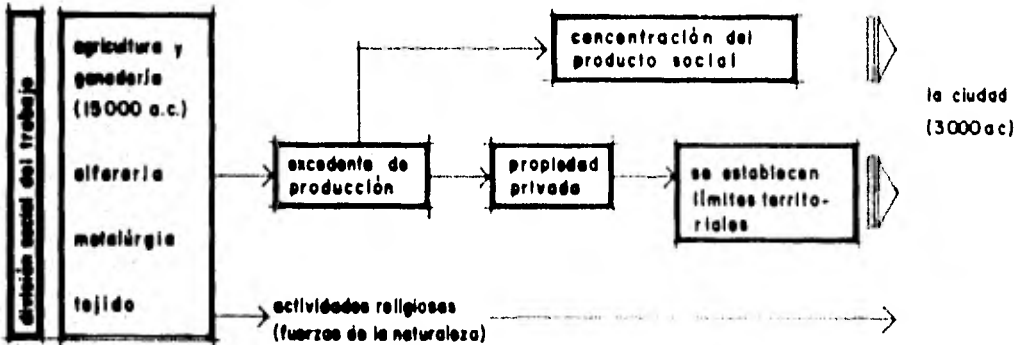 división social del trabajo
agricultura y
ganadería
(15000 a.c.)
alfarería
metalúrgia
tejido
excedente de
producción
concentración del
producto social
propiedad
privada
se establecen
límites territo-
riales
la ciudad
(3000 ac)
actividades religiosas
(fuerzas de la naturaleza)